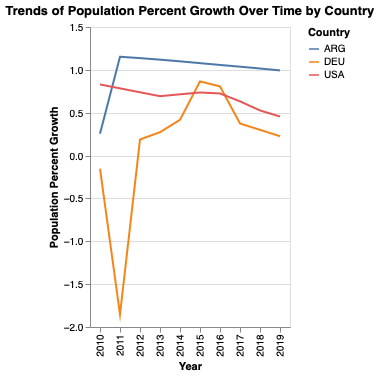 Trends of Population Percent Growth Over Time by Country
Country
ARG
DEU
USA
Population Percent Growth
1.5
1.0
0.5
0.0
−0.5
−1.0
−1.5
−2.0
2010
2011
2012
2013
2014
2015
2016
2017
2018
2019
Year